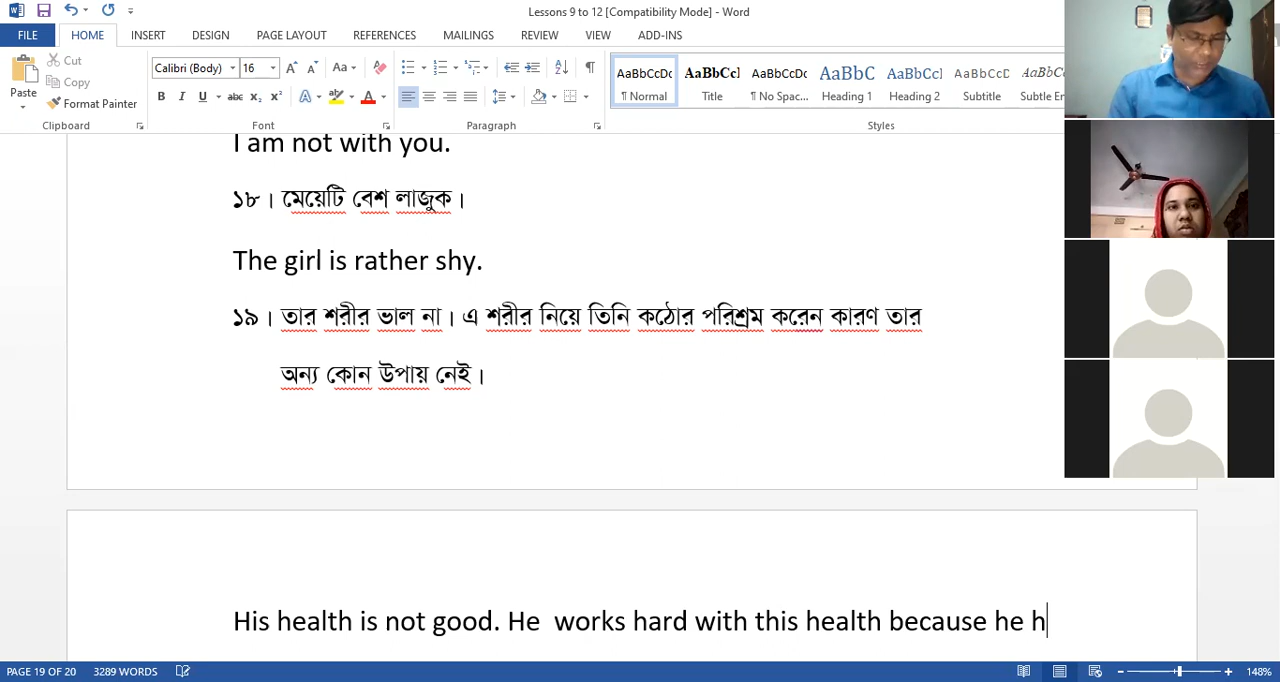 Lessons 9 to 12 [Compatibility Mode] - Word
FILE HOME INSERT DESIGN PAGE LAYOUT REFERENCES MAILINGS REVIEW VIEW ADD-INS
Paste
Cut
Copy
Format Painter
Calibri (Body) 16
AaBbCcDc AaBbCcl AaBbCcDc AaBbC AaBbCcl AaBbCcD AaBbCcD
¶ Normal Title ¶ No Spac... Heading 1 Heading 2 Subtitle Subtle En
Clipboard Font Paragraph Styles
I am not with you.
১৮। মেয়েটি বেশ লাজুক।
The girl is rather shy.
১৯। তার শরীর ভাল না। এ শরীর নিয়ে তিনি কঠোর পরিশ্রম করেন কারণ তার
অন্য কোন উপায় নেই।
His health is not good. He  works hard with this health because he h
PAGE 19 OF 20 3289 WORDS 148%